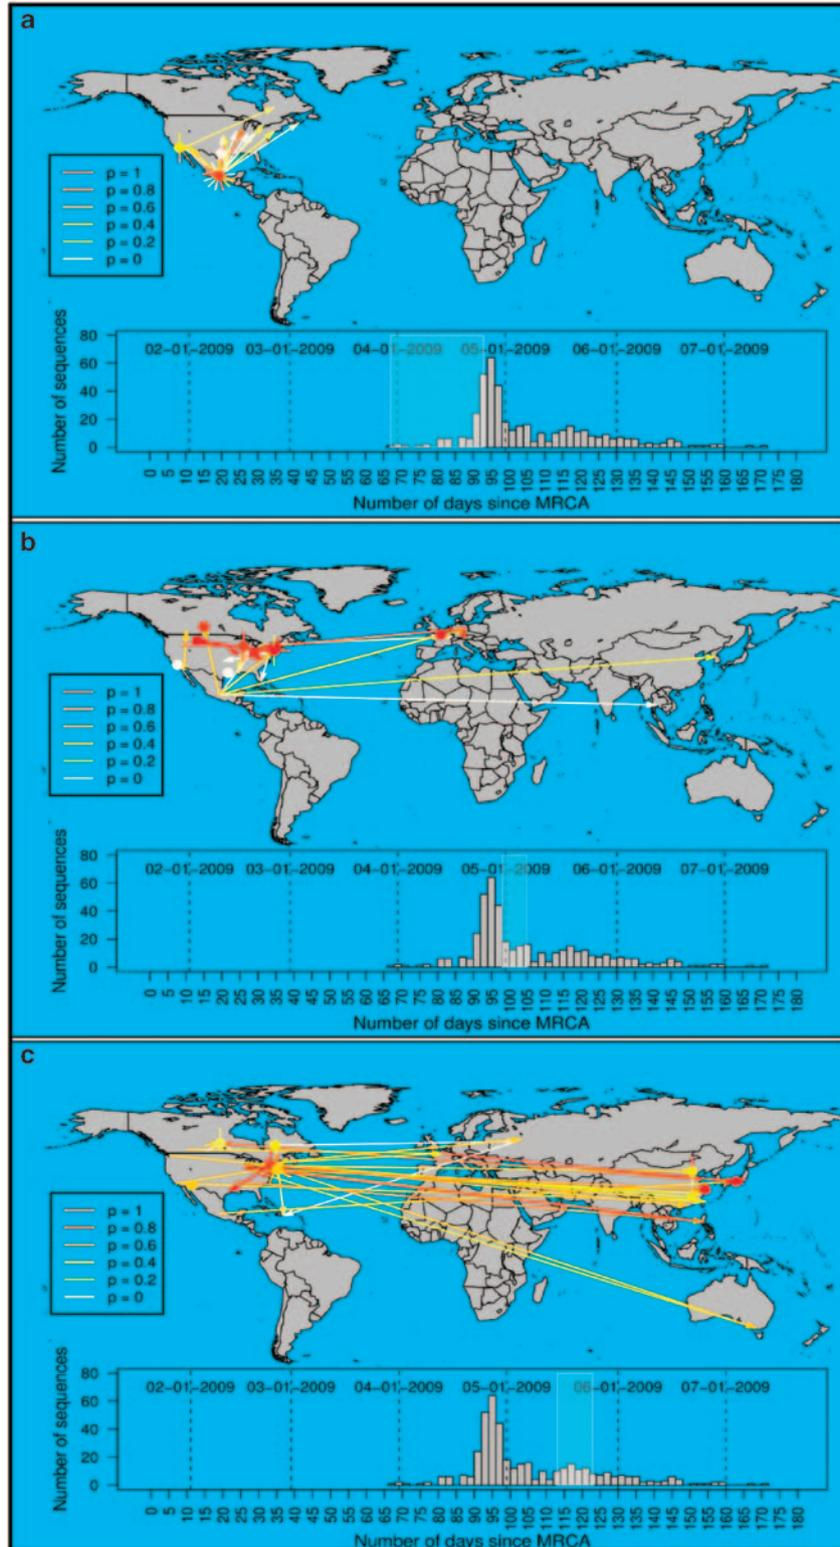 a
p = 1
p = 0.8
p = 0.6
p = 0.4
p = 0.2
p = 0
Number of sequences
80
60
40
20
0
02-01-2009 03-01-2009 04-01-2009 05-01-2009 06-01-2009 07-01-2009
0 5 10 15 20 25 30 35 40 45 50 55 60 65 70 75 80 85 90 95 100 105 110 115 120 125 130 135 140 145 150 155 160 165 170 175 180
Number of days since MRCA
b
p = 1
p = 0.8
p = 0.6
p = 0.4
p = 0.2
p = 0
Number of sequences
80
60
40
20
0
02-01-2009 03-01-2009 04-01-2009 05-01-2009 06-01-2009 07-01-2009
0 5 10 15 20 25 30 35 40 45 50 55 60 65 70 75 80 85 90 95 100 105 110 115 120 125 130 135 140 145 150 155 160 165 170 175 180
Number of days since MRCA
c
p = 1
p = 0.8
p = 0.6
p = 0.4
p = 0.2
p = 0
Number of sequences
80
60
40
20
0
02-01-2009 03-01-2009 04-01-2009 05-01-2009 06-01-2009 07-01-2009
0 5 10 15 20 25 30 35 40 45 50 55 60 65 70 75 80 85 90 95 100 105 110 115 120 125 130 135 140 145 150 155 160 165 170 175 180
Number of days since MRCA